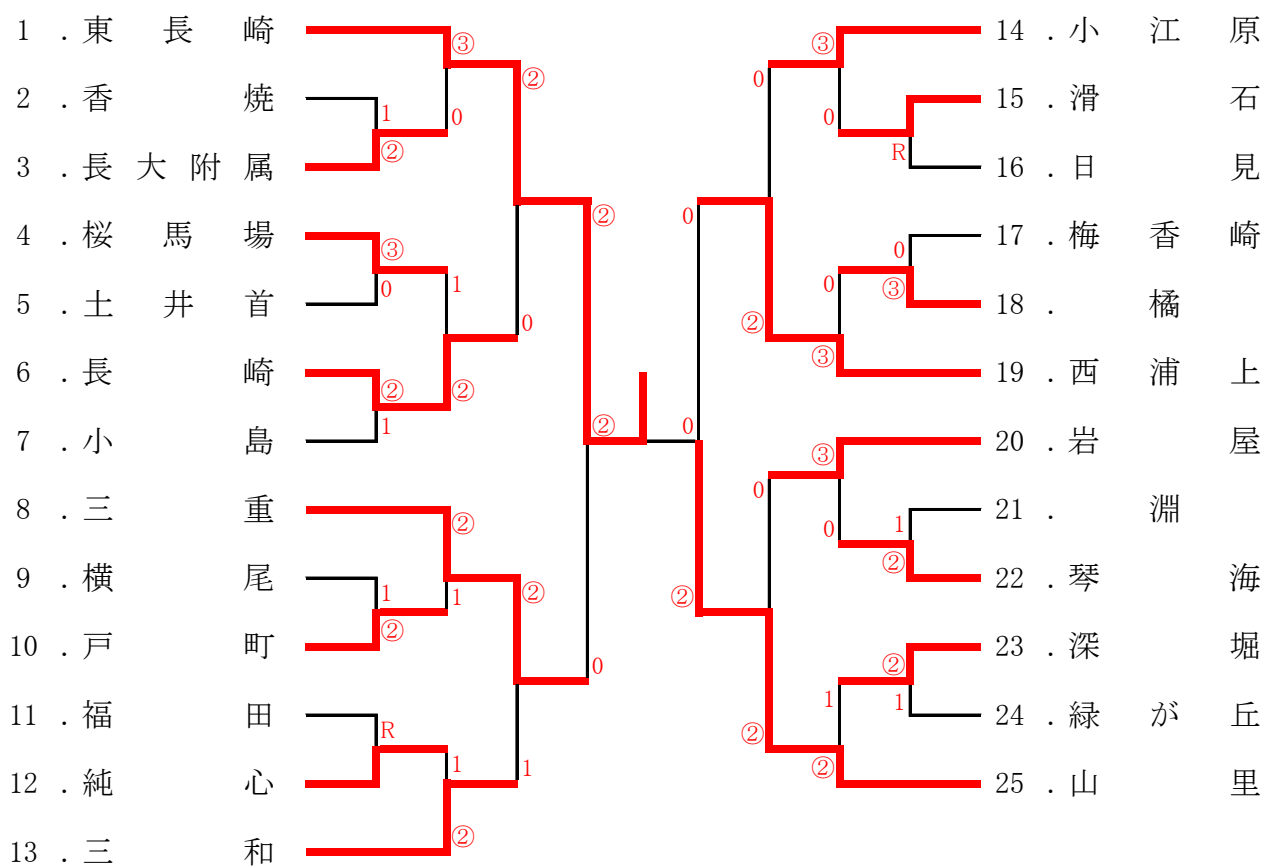 1 ．東 長 崎
2 ．香 焼
3 ．長 大 附 属
4 ．桜 馬 場
5 ．土 井 首
6 ．長 崎
7 ．小 島
8 ．三 重
9 ．横 尾
10 ．戸 町
11 ．福 田
12 ．純 心
13 ．三 和
③
1
②
0
②
③
0
1
②
1
②
0
②
②
1
②
1
②
R
1
②
1
0
②
0
③
0
R
0
0
③
0
③
②
0
③
0
1
②
0
②
1
1
②
②
②
14 ．小 江 原
15 ．滑 石
16 ．日 見
17 ．梅 香 崎
18 ． 橘
19 ．西 浦 上
20 ．岩 屋
21 ． 淵
22 ．琴 海
23 ．深 堀
24 ．緑 が 丘
25 ．山 里